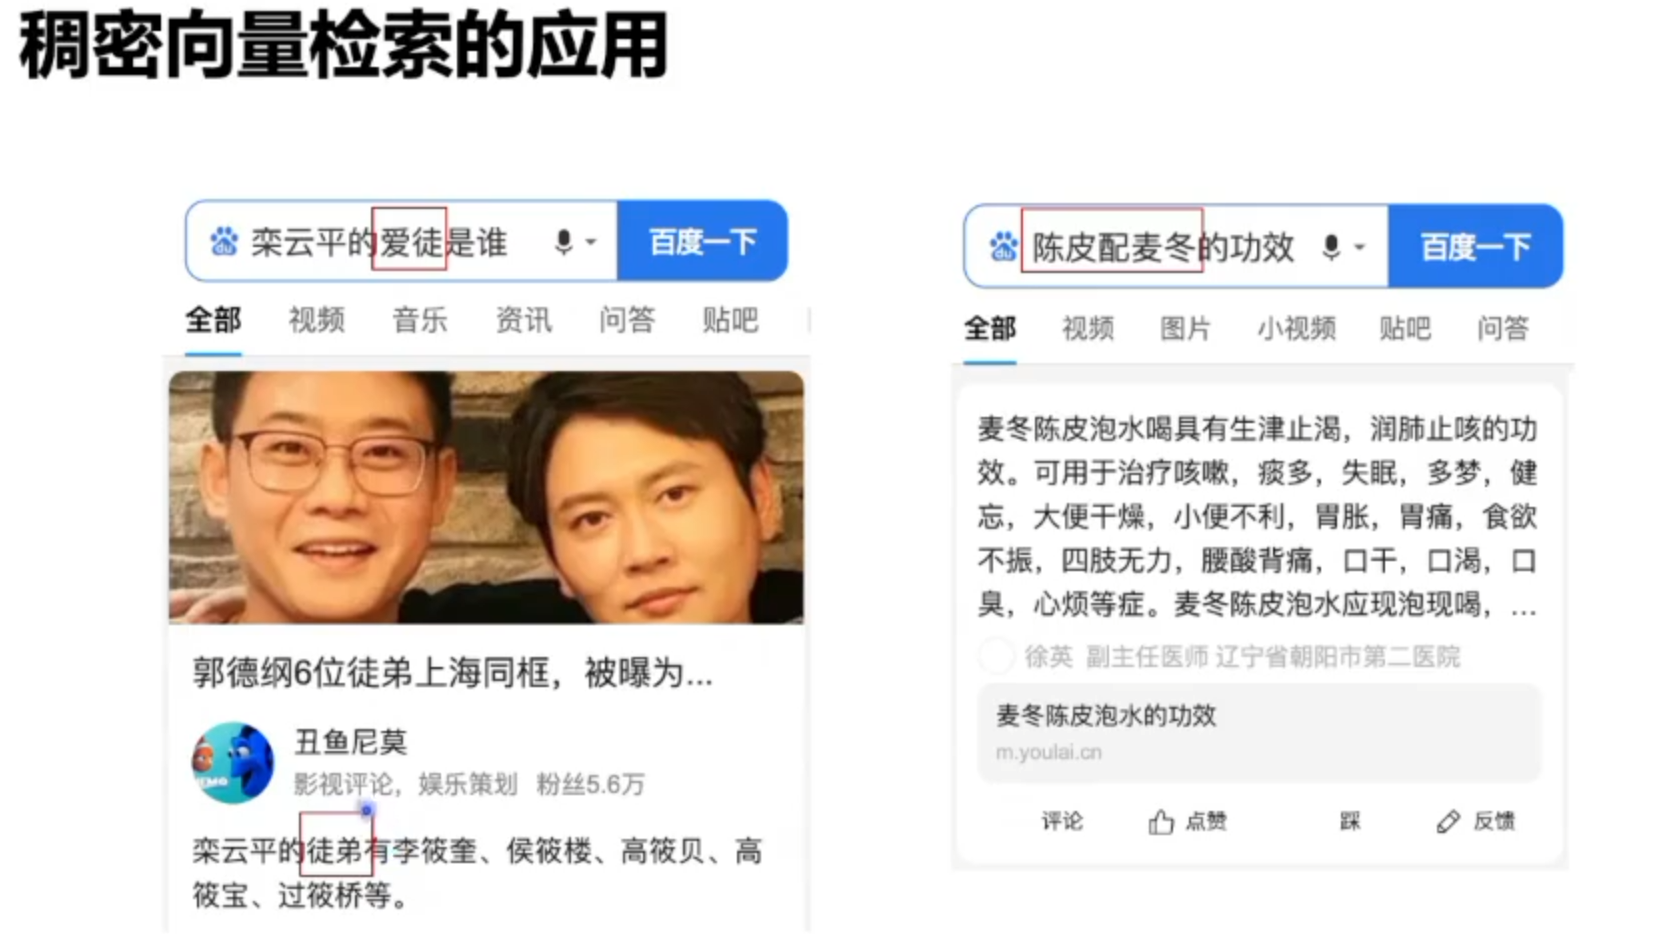 稠密向量检索的应用
栾云平的爱徒是谁
百度一下
全部 视频 音乐 资讯 问答 贴吧
郭德纲6位徒弟上海同框，被曝为...
丑鱼尼莫
影视评论，娱乐策划 粉丝5.6万
栾云平的徒弟有李筱奎、侯筱楼、高筱贝、高
筱宝、过筱桥等。
陈皮配麦冬的功效
百度一下
全部 视频 图片 小视频 贴吧 问答
麦冬陈皮泡水喝具有生津止渴，润肺止咳的功
效。可用于治疗咳嗽，痰多，失眠，多梦，健
忘，大便干燥，小便不利，胃胀，胃痛，食欲
不振，四肢无力，腰酸背痛，口干，口渴，口
臭，心烦等症。麦冬陈皮泡水应现泡现喝，...
徐英 副主任医师 辽宁省朝阳市第二医院
麦冬陈皮泡水的功效
m.youlai.cn
评论 点赞 踩 反馈